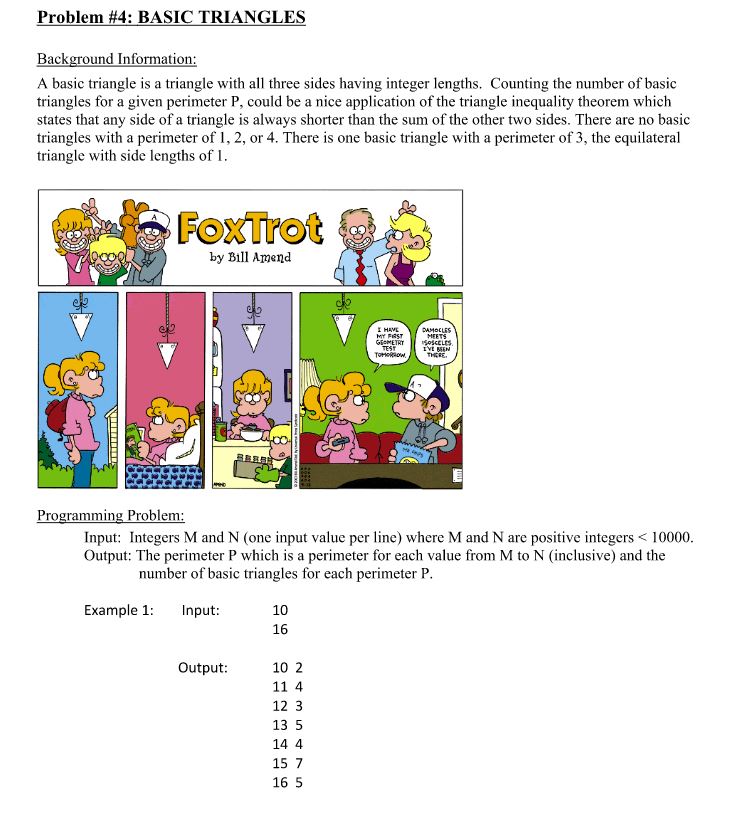 Problem #4: BASIC TRIANGLES
Background Information:
A basic triangle is a triangle with all three sides having integer lengths. Counting the number of basic
triangles for a given perimeter P, could be a nice application of the triangle inequality theorem which
states that any side of a triangle is always shorter than the sum of the other two sides. There are no basic
triangles with a perimeter of 1, 2, or 4. There is one basic triangle with a perimeter of 3, the equilateral
triangle with side lengths of 1.
A
FoxTrot
by Bill Amend
I HAVE
MY FIRST
GEOMETRY
TEST
TOMORROW.
DAMOCLES
MEETS
ISOSCELES.
I'VE BEEN
THERE.
AMEND
Programming Problem:
Input: Integers M and N (one input value per line) where M and N are positive integers < 10000.
Output: The perimeter P which is a perimeter for each value from M to N (inclusive) and the
number of basic triangles for each perimeter P.
Example 1: Input: 10
16
Output: 10 2
11 4
12 3
13 5
14 4
15 7
16 5